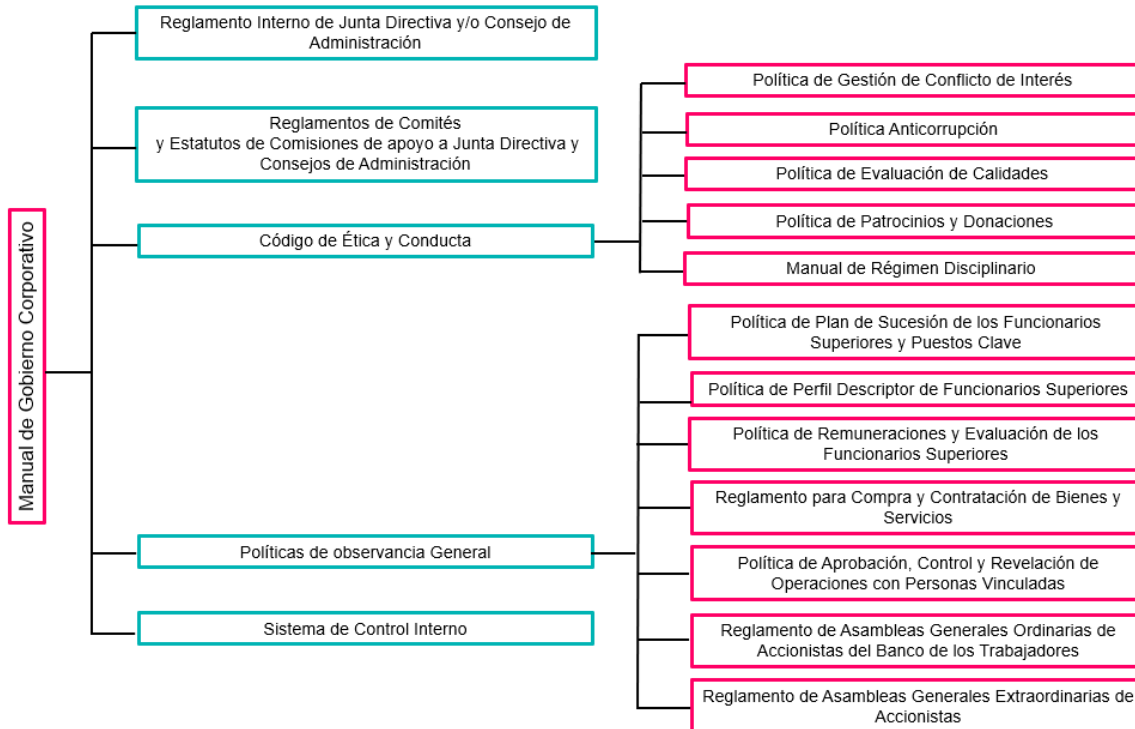 Manual de Gobierno Corporativo
Reglamento Interno de Junta Directiva y/o Consejo de
Administración
Reglamentos de Comités
y Estatutos de Comisiones de apoyo a Junta Directiva y
Consejos de Administración
Código de Ética y Conducta
Política de Gestión de Conflicto de Interés
Política Anticorrupción
Política de Evaluación de Calidades
Política de Patrocinios y Donaciones
Manual de Régimen Disciplinario
Políticas de observancia General
Política de Plan de Sucesión de los Funcionarios
Superiores y Puestos Clave
Política de Perfil Descriptor de Funcionarios Superiores
Política de Remuneraciones y Evaluación de los
Funcionarios Superiores
Reglamento para Compra y Contratación de Bienes y
Servicios
Política de Aprobación, Control y Revelación de
Operaciones con Personas Vinculadas
Reglamento de Asambleas Generales Ordinarias de
Accionistas del Banco de los Trabajadores
Reglamento de Asambleas Generales Extraordinarias de
Accionistas
Sistema de Control Interno